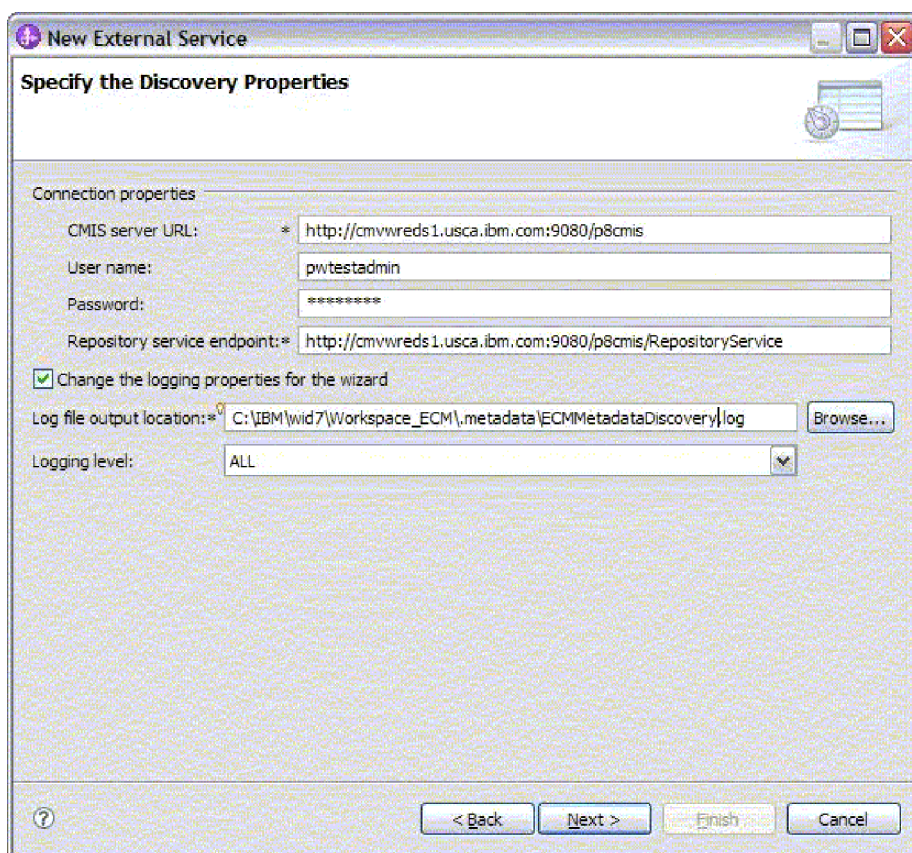 New External Service
Specify the Discovery Properties
Connection properties
CMIS server URL: * http://cmvwreds1.usca.ibm.com:9080/p8cmis
User name: pwtestadmin
Password: ********
Repository service endpoint:* http://cmvwreds1.usca.ibm.com:9080/p8cmis/RepositoryService
Change the logging properties for the wizard
Log file output location:* C:\IBM\wid7\Workspace_ECM\.metadata\ECMMetadataDiscovery.log Browse...
Logging level: ALL
? < Back Next > Finish Cancel